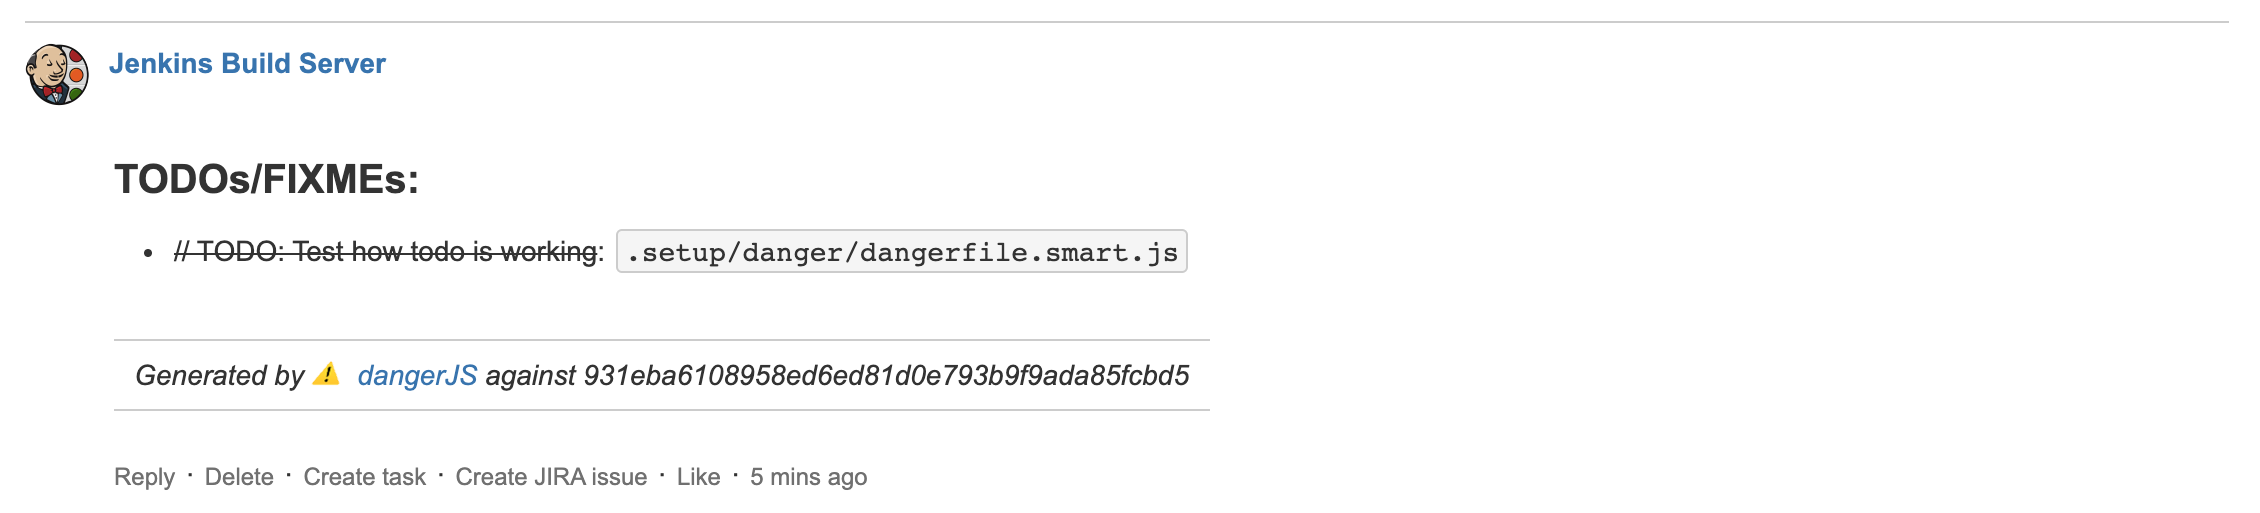 Jenkins Build Server
TODOs/FIXMEs:
• // TODO: Test how todo is working: .setup/danger/dangerfile.smart.js
Generated by ⚠ dangerJS against 931eba6108958ed6ed81d0e793b9f9ada85fcbd5
Reply · Delete · Create task · Create JIRA issue · Like · 5 mins ago